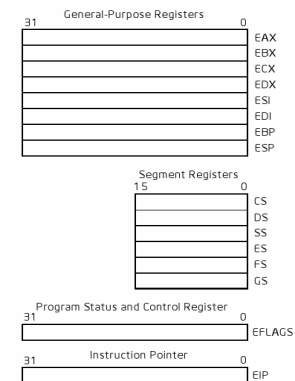 General-Purpose Registers
31 0
EAX
EBX
ECX
EDX
ESI
EDI
EBP
ESP
Segment Registers
15 0
CS
DS
SS
ES
FS
GS
Program Status and Control Register
31 0
EFLAGS
31 Instruction Pointer 0
EIP